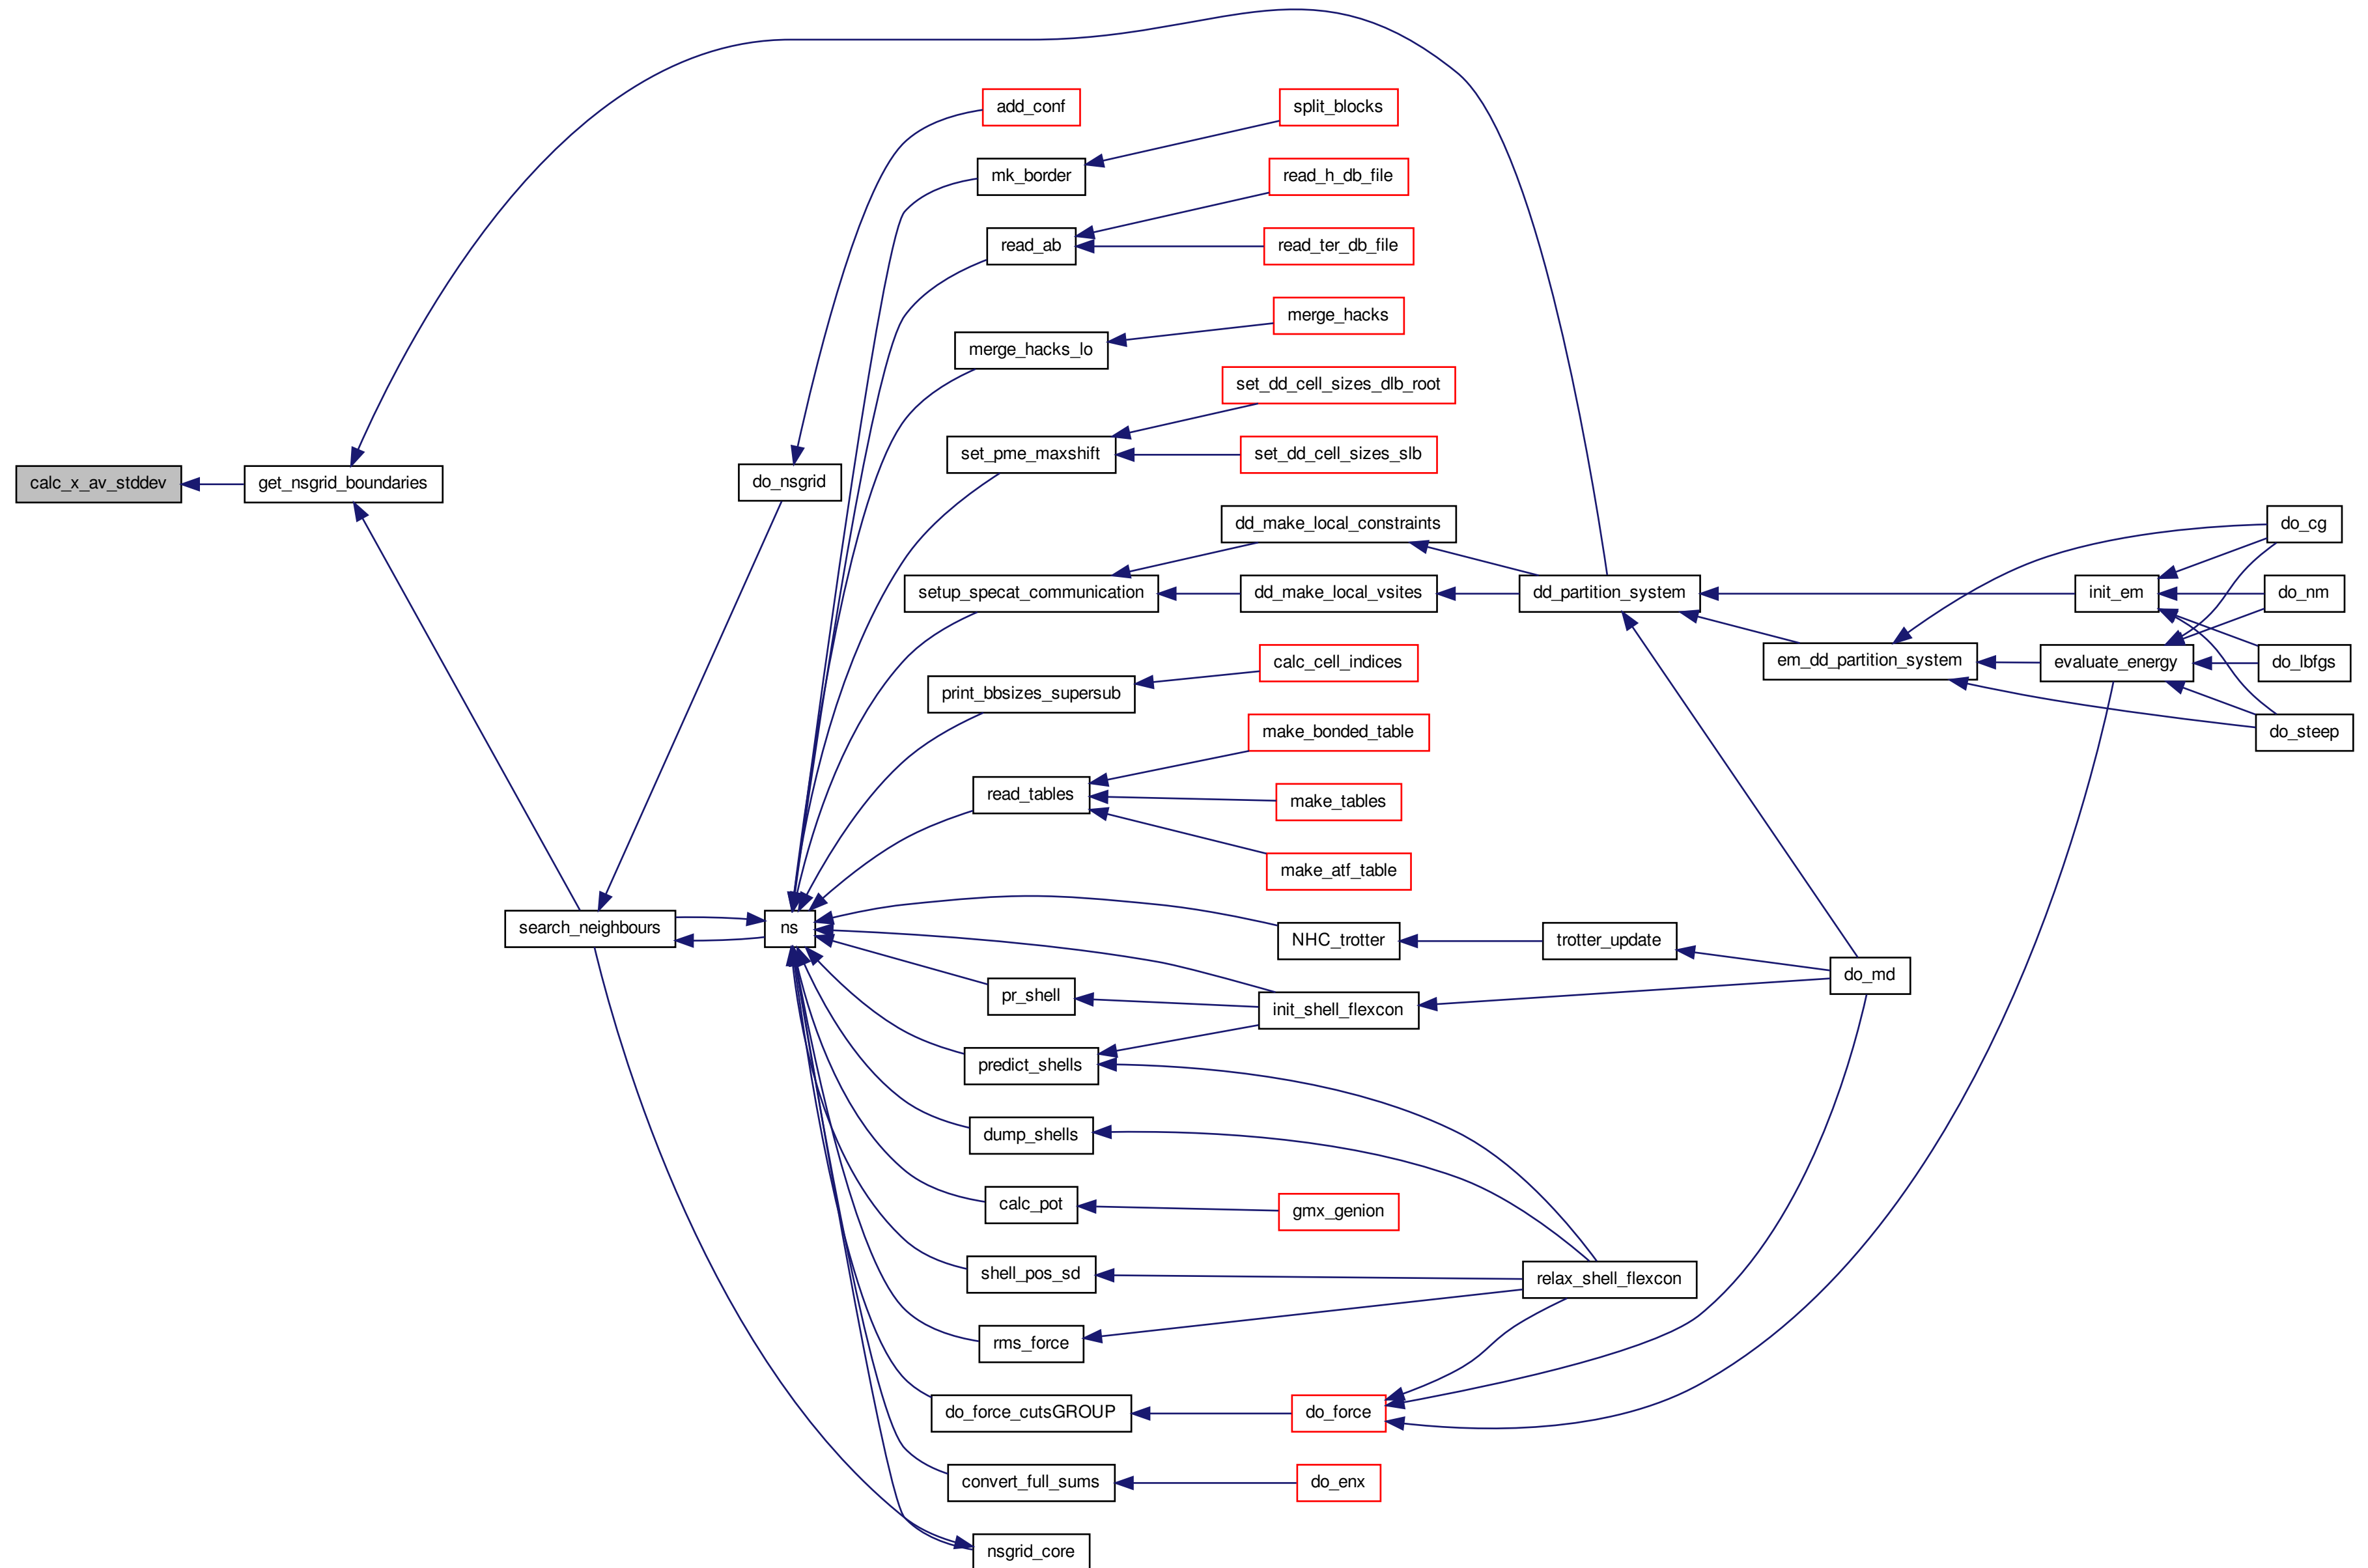 add_conf
split_blocks
mk_border
read_h_db_file
read_ab
read_ter_db_file
merge_hacks
merge_hacks_lo
set_dd_cell_sizes_dlb_root
set_pme_maxshift
set_dd_cell_sizes_slb
calc_x_av_stddev
get_nsgrid_boundaries
do_nsgrid
dd_make_local_constraints
do_cg
setup_specat_communication
dd_make_local_vsites
dd_partition_system
init_em
do_nm
em_dd_partition_system
evaluate_energy
do_lbfgs
calc_cell_indices
print_bbsizes_supersub
make_bonded_table
do_steep
read_tables
make_tables
make_atf_table
search_neighbours
ns
NHC_trotter
trotter_update
do_md
pr_shell
init_shell_flexcon
predict_shells
dump_shells
calc_pot
gmx_genion
shell_pos_sd
relax_shell_flexcon
rms_force
do_force_cutsGROUP
do_force
convert_full_sums
do_enx
nsgrid_core